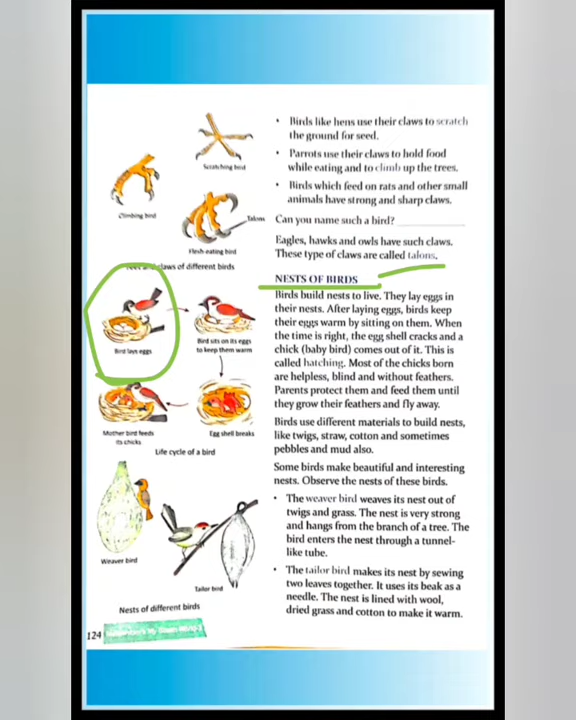 Scratching bird
Climbing bird
Talons
Flesh eating bird
claws of different birds
Bird lays eggs
Bird sits on its eggs
to keep them warm
Mother bird feeds
its chicks
Egg shell breaks
Life cycle of a bird
Weaver bird
Tailor bird
Nests of different birds
124
• Birds like hens use their claws to scratch
the ground for seed.
• Parrots use their claws to hold food
while eating and to climb up the trees.
• Birds which feed on rats and other small
animals have strong and sharp claws.
Can you name such a bird?
Eagles, hawks and owls have such claws.
These type of claws are called talons.
NESTS OF BIRDS
Birds build nests to live. They lay eggs in
their nests. After laying eggs, birds keep
their eggs warm by sitting on them. When
the time is right, the egg shell cracks and a
chick (baby bird) comes out of it. This is
called hatching. Most of the chicks born
are helpless, blind and without feathers.
Parents protect them and feed them until
they grow their feathers and fly away.
Birds use different materials to build nests,
like twigs, straw, cotton and sometimes
pebbles and mud also.
Some birds make beautiful and interesting
nests. Observe the nests of these birds.
• The weaver bird weaves its nest out of
twigs and grass. The nest is very strong
and hangs from the branch of a tree. The
bird enters the nest through a tunnel-
like tube.
• The tailor bird makes its nest by sewing
two leaves together. It uses its beak as a
needle. The nest is lined with wool,
dried grass and cotton to make it warm.